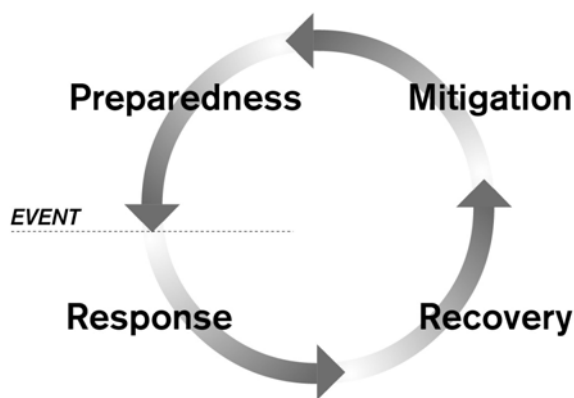 Preparedness
Mitigation
EVENT
Response
Recovery